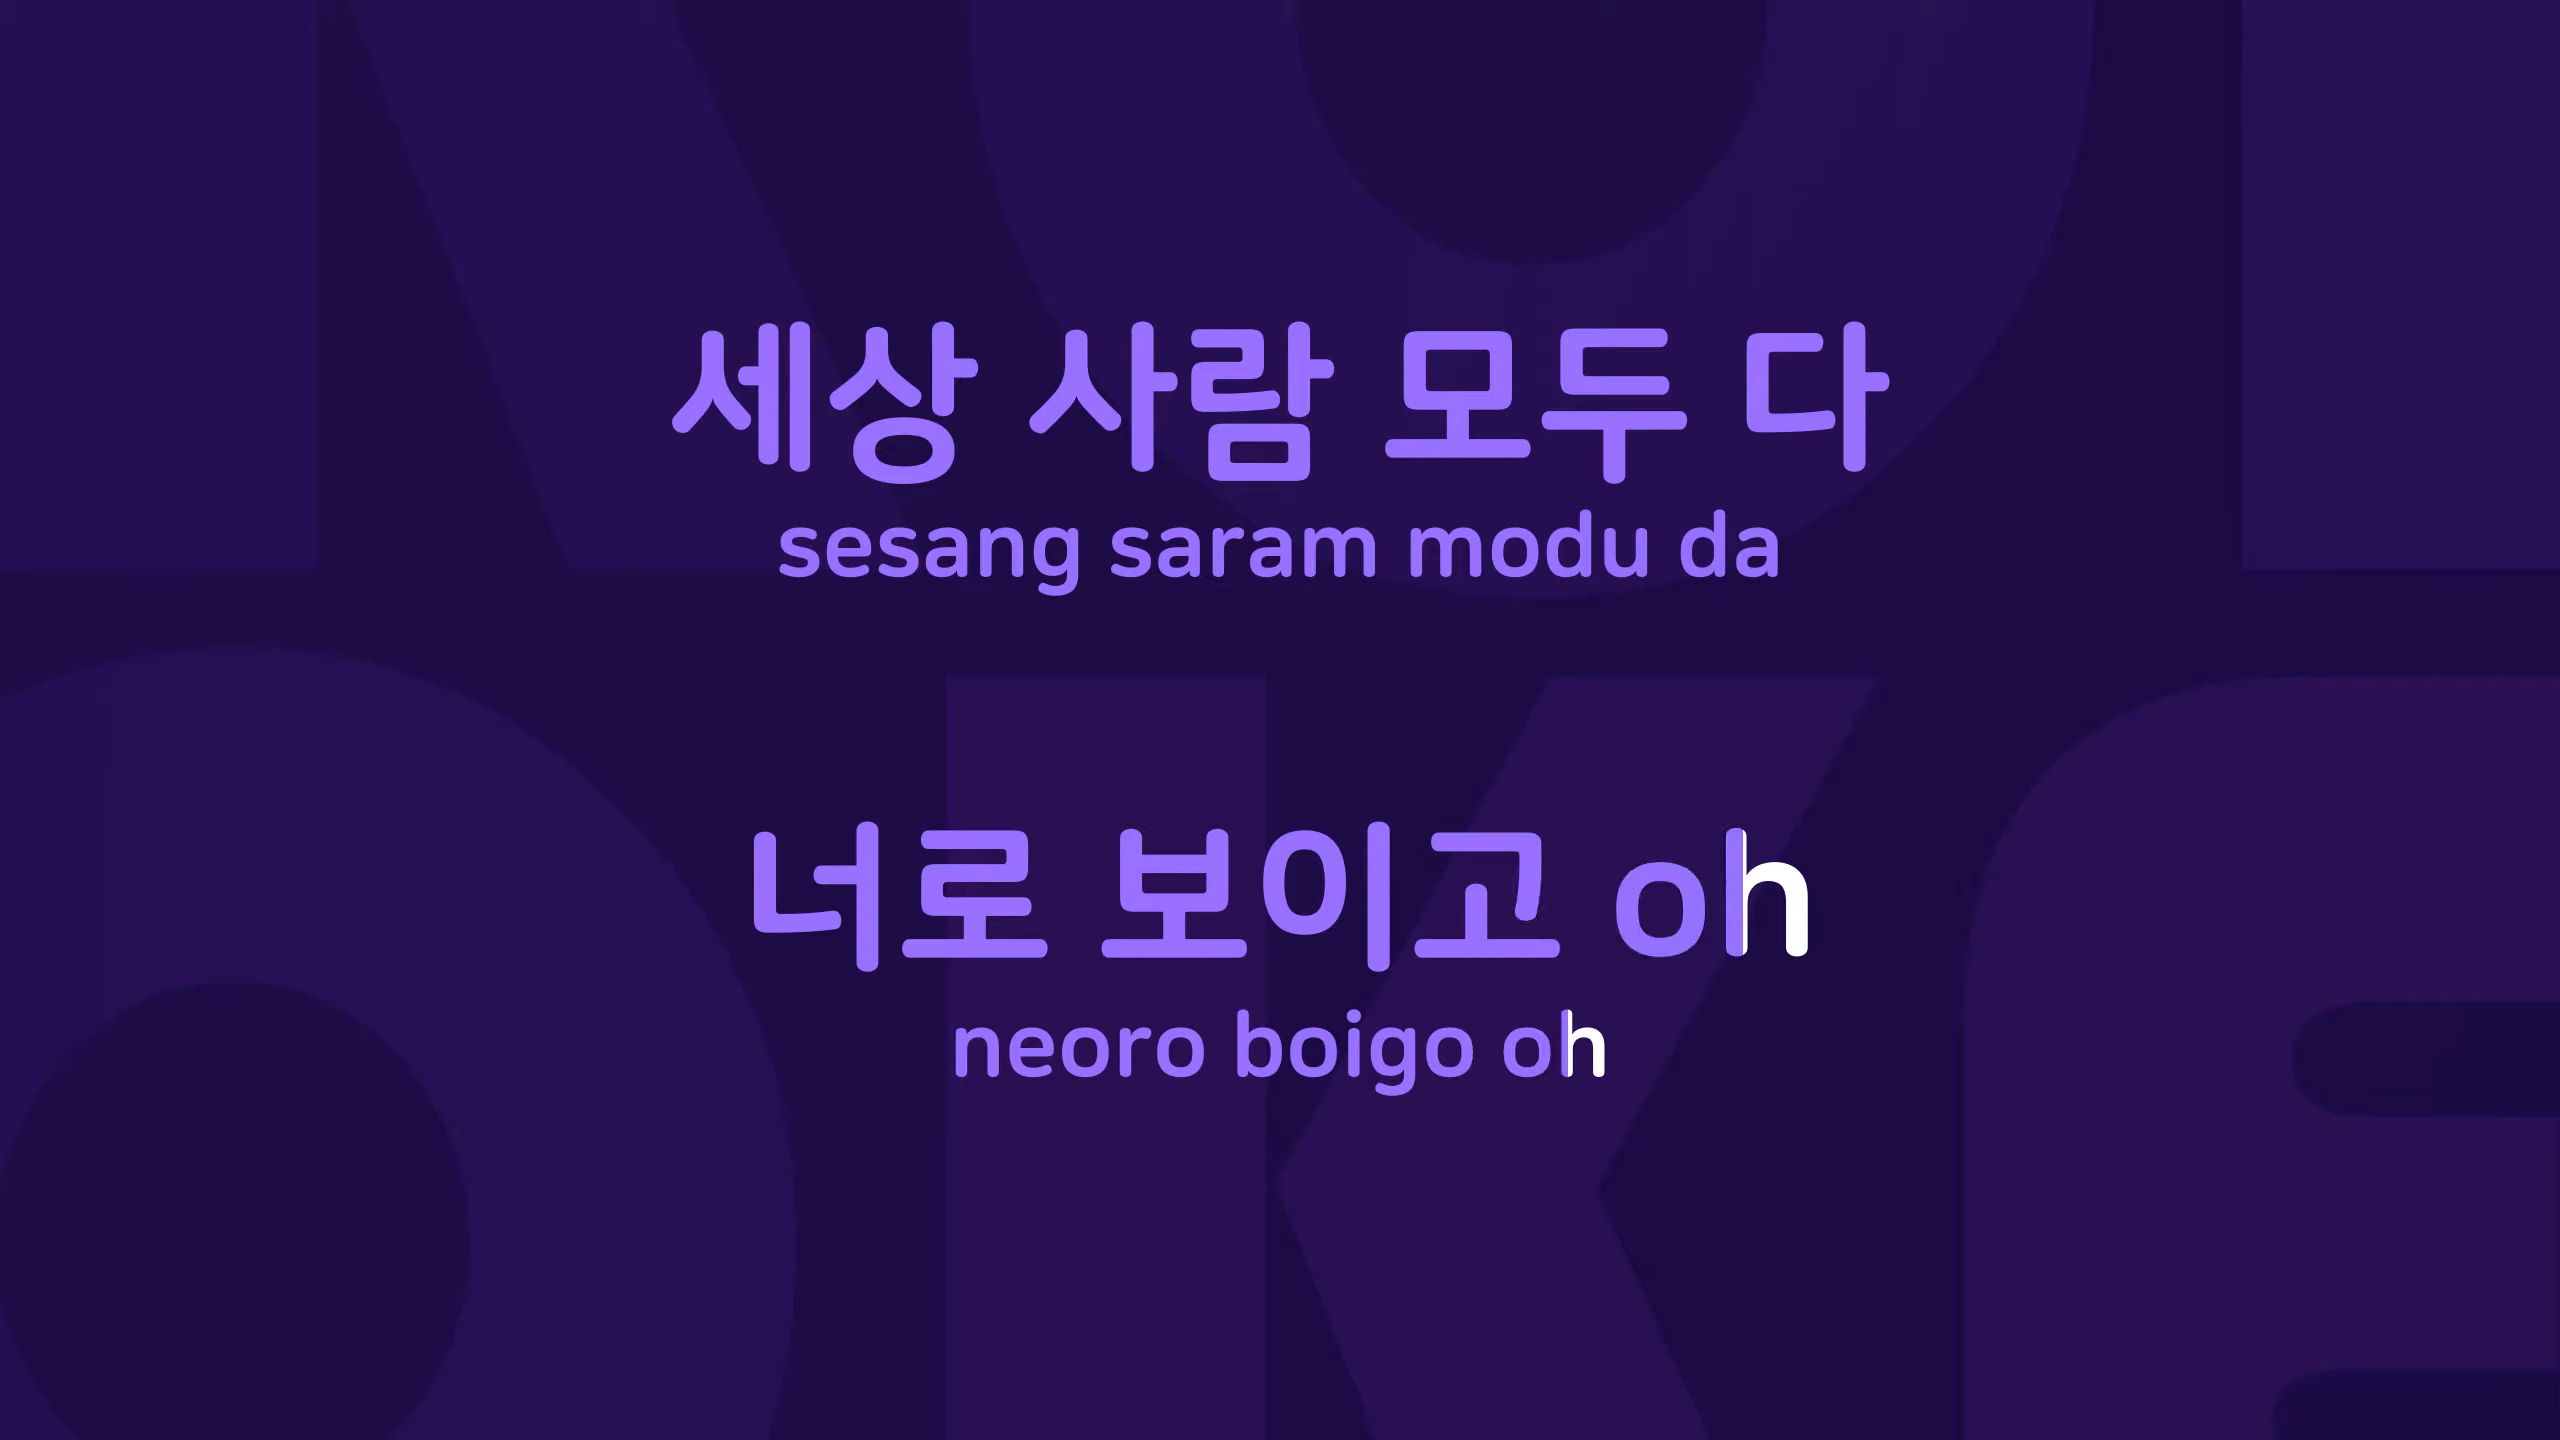 세상 사람 모두 다
sesang saram modu da
너로 보이고 oh
neoro boigo oh